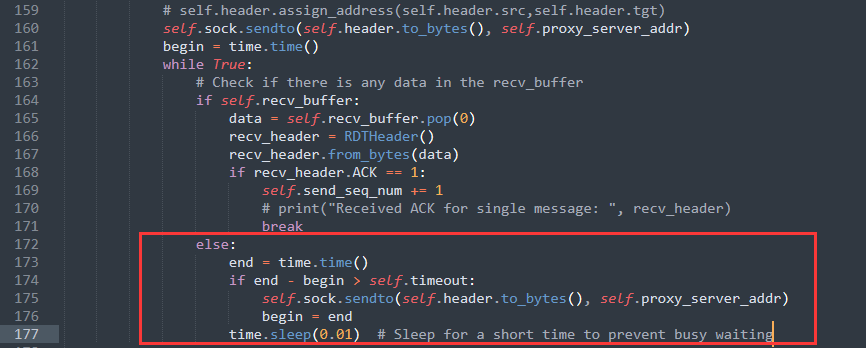 159 # self.header.assign_address(self.header.src,self.header.tgt)
160 self.sock.sendto(self.header.to_bytes(), self.proxy_server_addr)
161 begin = time.time()
162 while True:
163 # Check if there is any data in the recv_buffer
164 if self.recv_buffer:
165 data = self.recv_buffer.pop(0)
166 recv_header = RDTHeader()
167 recv_header.from_bytes(data)
168 if recv_header.ACK == 1:
169 self.send_seq_num += 1
170 # print("Received ACK for single message: ", recv_header)
171 break
172 else:
173 end = time.time()
174 if end - begin > self.timeout:
175 self.sock.sendto(self.header.to_bytes(), self.proxy_server_addr)
176 begin = end
177 time.sleep(0.01)  # Sleep for a short time to prevent busy waiting